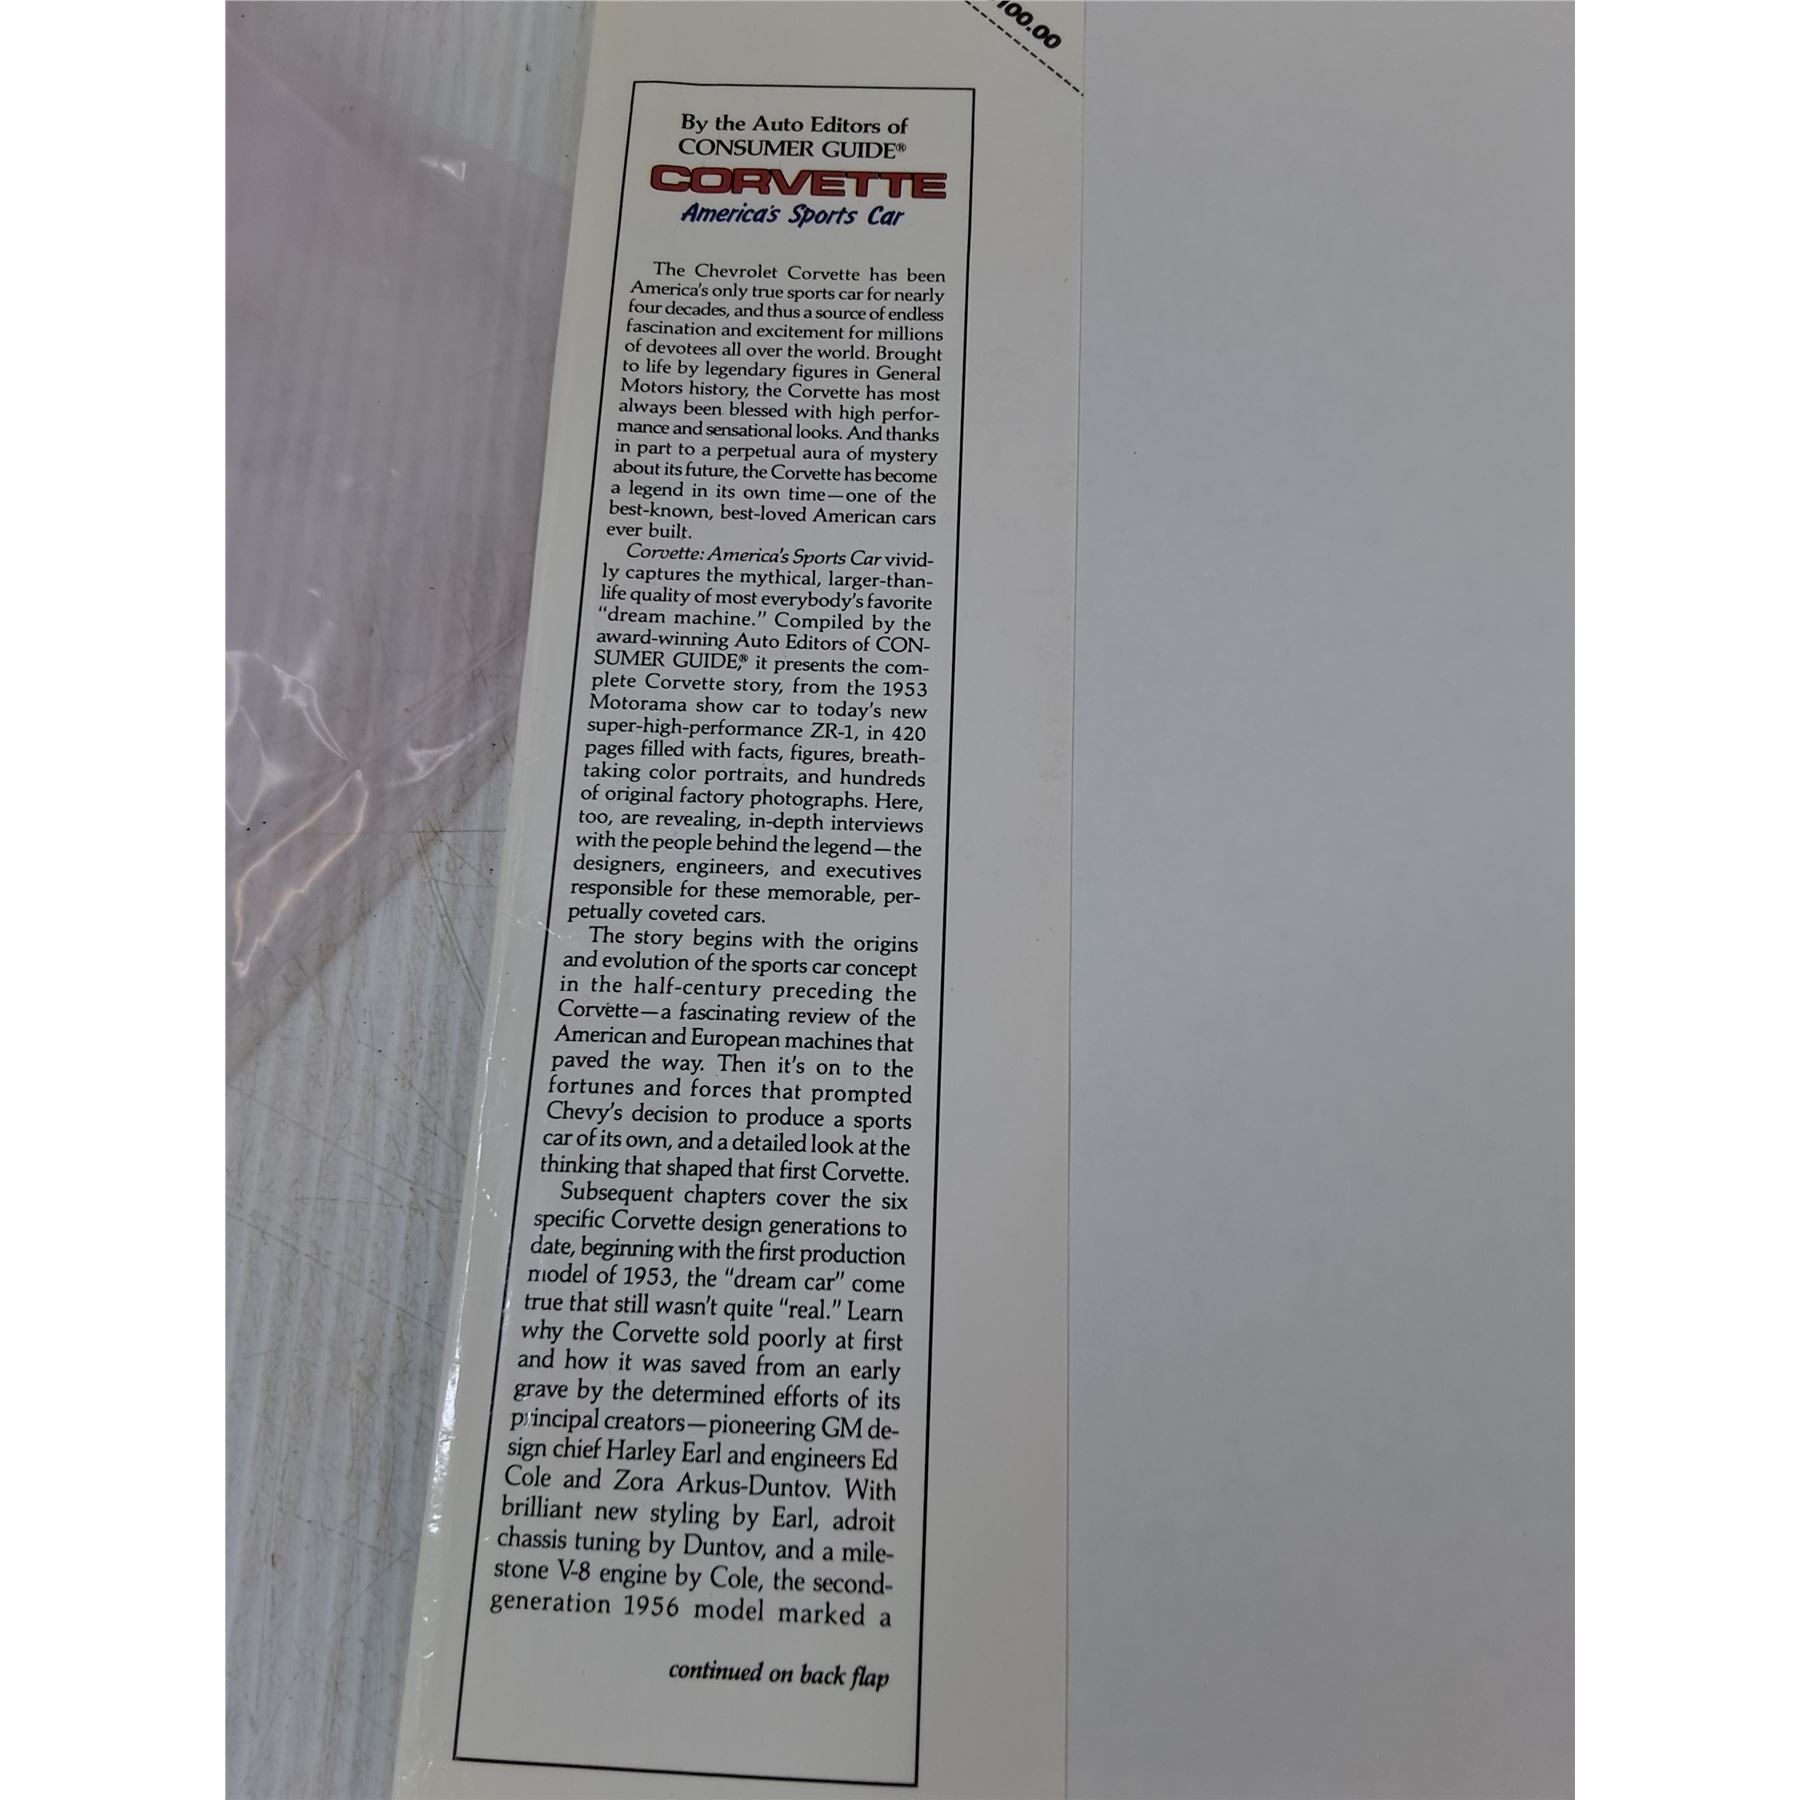 100.00
By the Auto Editors of
CONSUMER GUIDE®
CORVETTE
America's Sports Car
The Chevrolet Corvette has been
America's only true sports car for nearly
four decades, and thus a source of endless
fascination and excitement for millions
of devotees all over the world. Brought
to life by legendary figures in General
Motors history, the Corvette has most
always been blessed with high perfor-
mance and sensational looks. And thanks
in part to a perpetual aura of mystery
about its future, the Corvette has become
a legend in its own time—one of the
best-known, best-loved American cars
ever built.
Corvette: America's Sports Car vivid-
ly captures the mythical, larger-than-
life quality of most everybody's favorite
"dream machine." Compiled by the
award-winning Auto Editors of CON-
SUMER GUIDE,® it presents the com-
plete Corvette story, from the 1953
Motorama show car to today's new
super-high-performance ZR-1, in 420
pages filled with facts, figures, breath-
taking color portraits, and hundreds
of original factory photographs. Here,
too, are revealing, in-depth interviews
with the people behind the legend—the
designers, engineers, and executives
responsible for these memorable, per-
petually coveted cars.
The story begins with the origins
and evolution of the sports car concept
in the half-century preceding the
Corvette—a fascinating review of the
American and European machines that
paved the way. Then it's on to the
fortunes and forces that prompted
Chevy's decision to produce a sports
car of its own, and a detailed look at the
thinking that shaped that first Corvette.
Subsequent chapters cover the six
specific Corvette design generations to
date, beginning with the first production
model of 1953, the "dream car" come
true that still wasn't quite "real." Learn
why the Corvette sold poorly at first
and how it was saved from an early
grave by the determined efforts of its
principal creators—pioneering GM de-
sign chief Harley Earl and engineers Ed
Cole and Zora Arkus-Duntov. With
brilliant new styling by Earl, adroit
chassis tuning by Duntov, and a mile-
stone V-8 engine by Cole, the second-
generation 1956 model marked a
continued on back flap